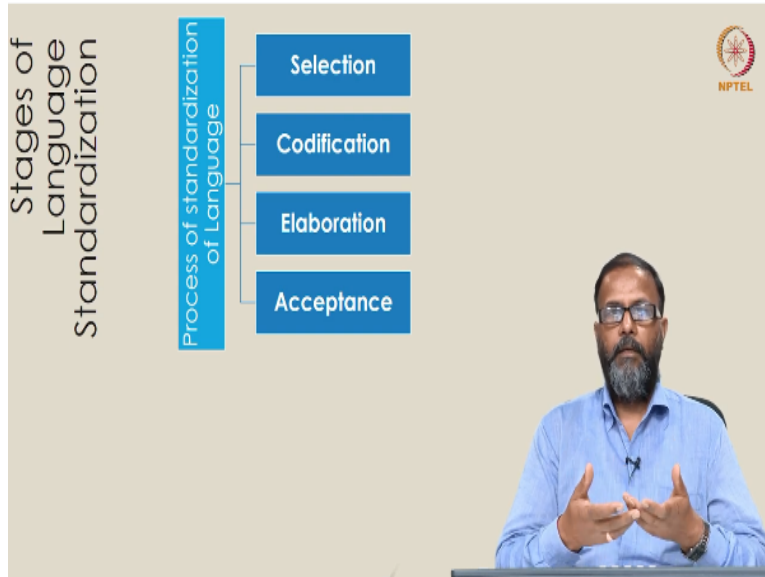 Stages of
Language
Standardization
Process of standardization
of Language
Selection
Codification
Elaboration
Acceptance
NPTEL